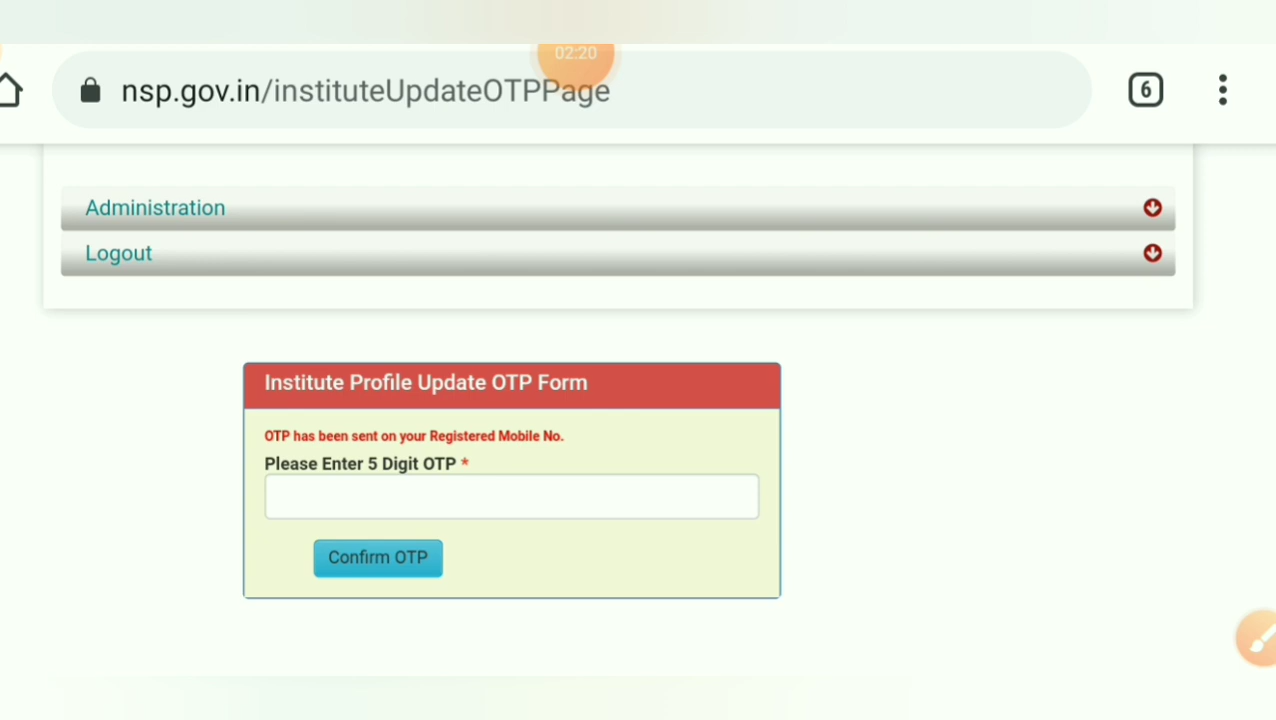 02:20
nsp.gov.in/instituteUpdateOTPPage
6
Administration
Logout
Institute Profile Update OTP Form
OTP has been sent on your Registered Mobile No.
Please Enter 5 Digit OTP *
Confirm OTP